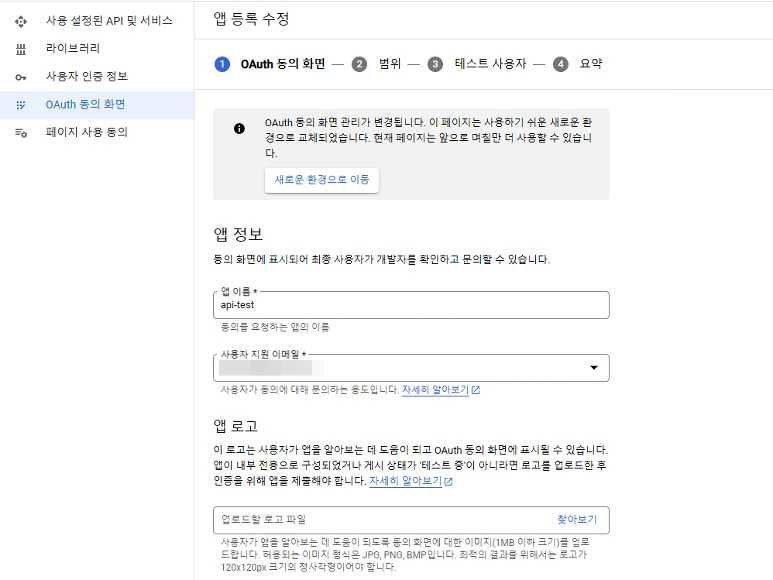 사용 설정된 API 및 서비스
라이브러리
사용자 인증 정보
OAuth 동의 화면
페이지 사용 동의
앱 등록 수정
1 OAuth 동의 화면 — 2 범위 — 3 테스트 사용자 — 4 요약
OAuth 동의 화면 관리가 변경됩니다. 이 페이지는 사용하기 쉬운 새로운 환
경으로 교체되었습니다. 현재 페이지는 앞으로 며칠만 더 사용할 수 있습니
다.
새로운 환경으로 이동
앱 정보
동의 화면에 표시되어 최종 사용자가 개발자를 확인하고 문의할 수 있습니다.
앱 이름 *
api-test
동의를 요청하는 앱의 이름
사용자 지원 이메일 *
사용자가 동의에 대해 문의하는 용도입니다. 자세히 알아보기
앱 로고
이 로고는 사용자가 앱을 알아보는 데 도움이 되고 OAuth 동의 화면에 표시될 수 있습니다.
앱이 내부 전용으로 구성되었거나 게시 상태가 '테스트 중'이 아니라면 로고를 업로드한 후
인증을 위해 앱을 제출해야 합니다. 자세히 알아보기
업로드할 로고 파일 찾아보기
사용자가 앱을 알아보는 데 도움이 되도록 동의 화면에 대한 이미지(1MB 이하 크기)를 업로
드합니다. 허용되는 이미지 형식은 JPG, PNG, BMP입니다. 최적의 결과를 위해서는 로고가
120x120px 크기의 정사각형이어야 합니다.